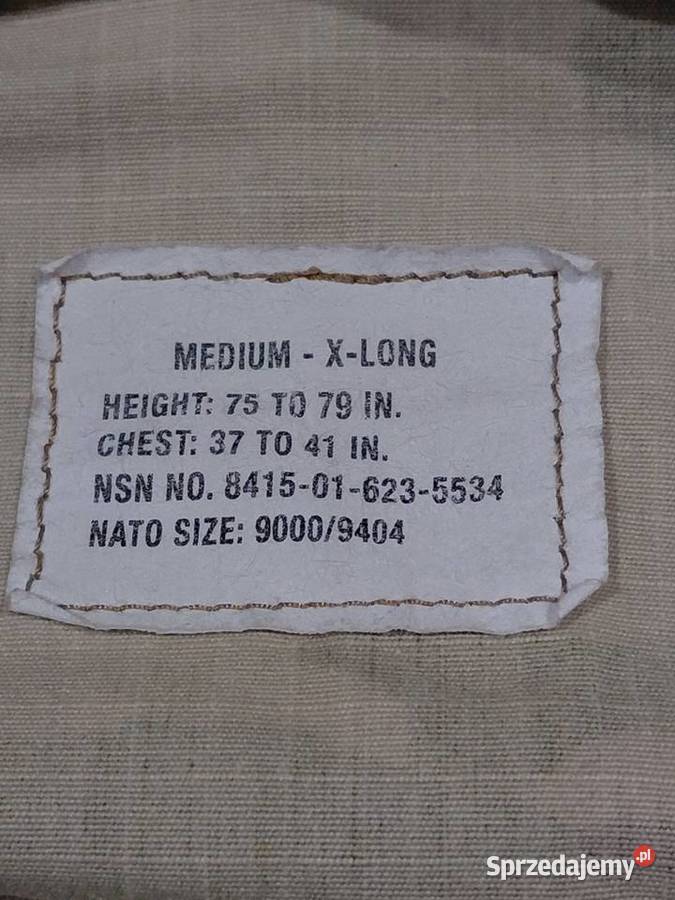 MEDIUM - X-LONG
HEIGHT: 75 TO 79 IN.
CHEST: 37 TO 41 IN.
NSN NO. 8415-01-623-5534
NATO SIZE: 9000/9404
Sprzedajemy.pl